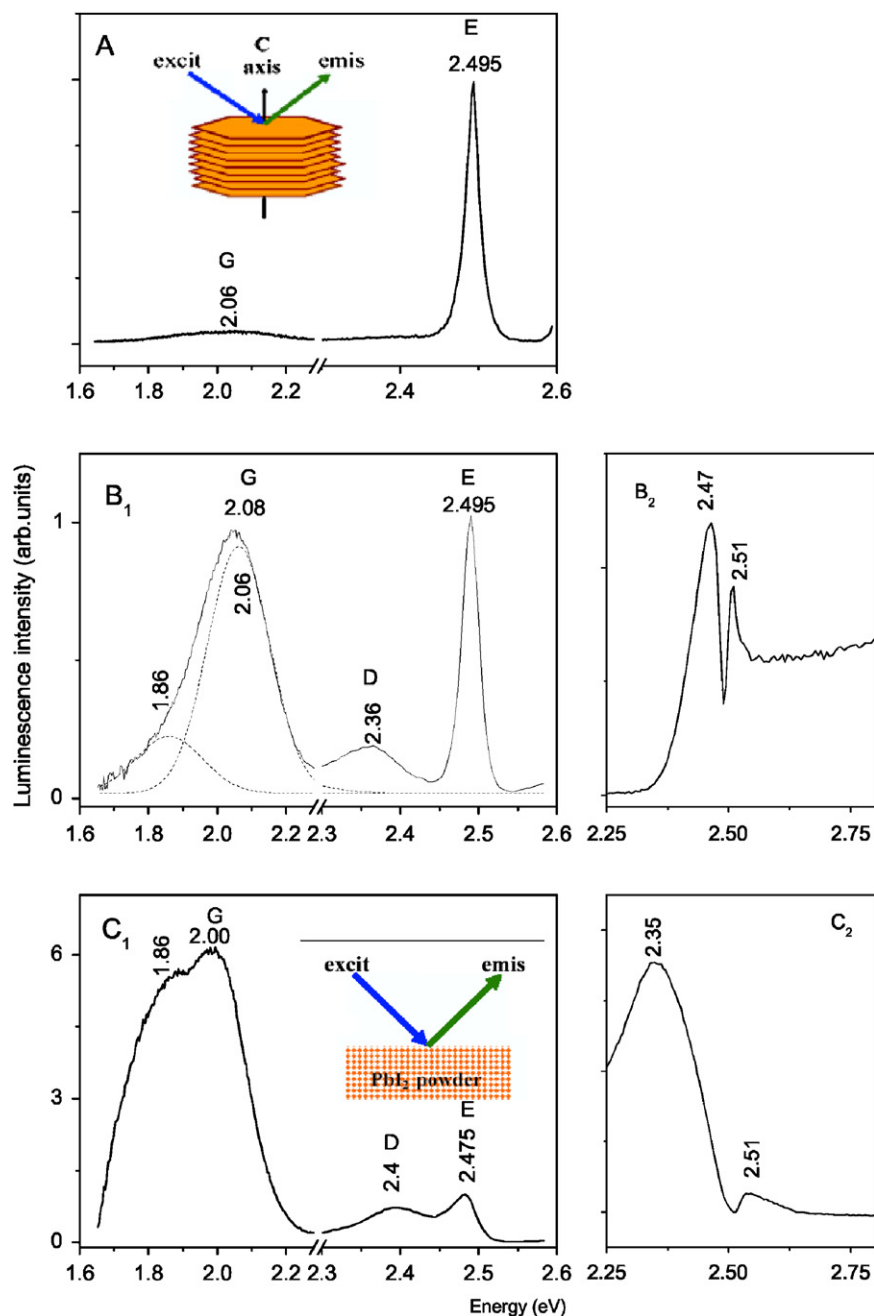 A
C
axis
excit
emis
E
2.495
G
2.06
1.6 1.8 2.0 2.2 2.4 2.6
Luminescence intensity (arb.units)
B1
G
2.08
2.06
1.86
D
2.36
E
2.495
1
0
1.6 1.8 2.0 2.2 2.3 2.4 2.5 2.6
B2
2.47
2.51
2.25 2.50 2.75
C1
1.86
G
2.00
excit
emis
PbI2 powder
D
2.4
E
2.475
6
3
0
1.6 1.8 2.0 2.2 2.3 2.4 2.5 2.6
C2
2.35
2.51
2.25 2.50 2.75
Energy (eV)